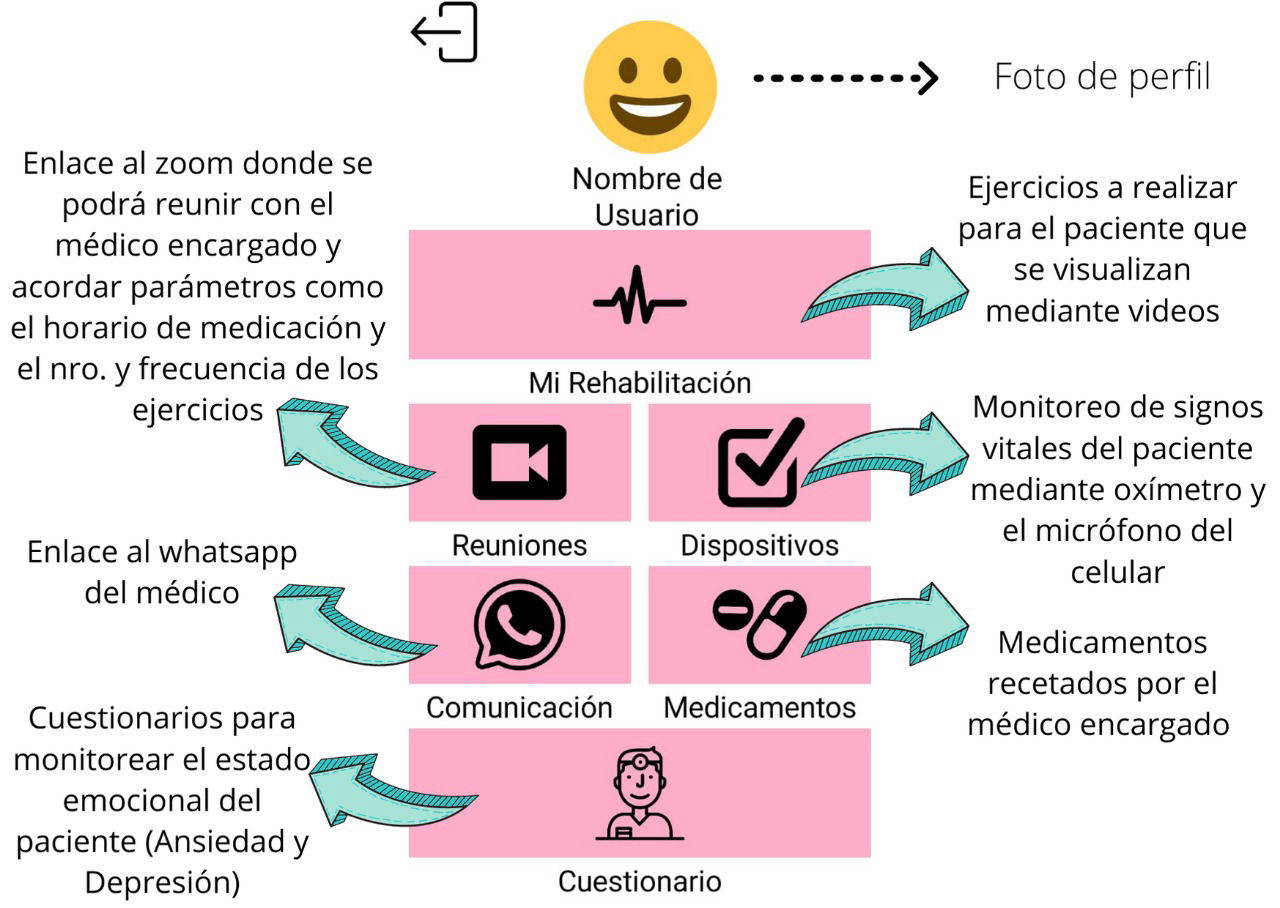 Foto de perfil
Nombre de
Usuario
Enlace al zoom donde se
podrá reunir con el
médico encargado y
acordar parámetros como
el horario de medicación y
el nro. y frecuencia de los
ejercicios
Ejercicios a realizar
para el paciente que
se visualizan
mediante videos
Mi Rehabilitación
Monitoreo de signos
vitales del paciente
mediante oxímetro y
el micrófono del
celular
Reuniones
Dispositivos
Enlace al whatsapp
del médico
Medicamentos
recetados por el
médico encargado
Comunicación
Medicamentos
Cuestionarios para
monitorear el estado
emocional del
paciente (Ansiedad y
Depresión)
Cuestionario